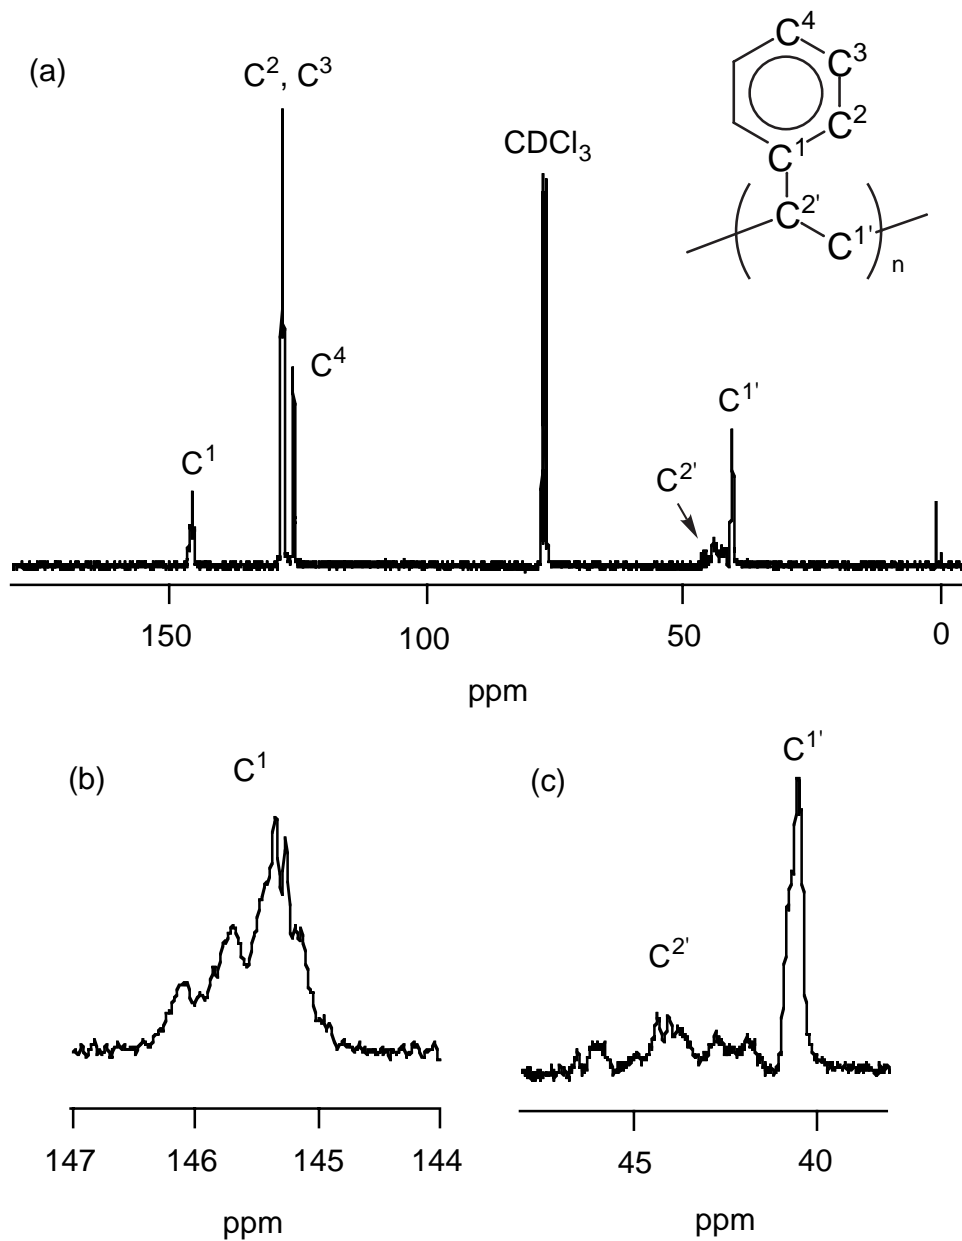 (a)
C², C³
CDCl₃
C⁴
C³
C²
C¹
C²'
C¹'
n
C⁴
C¹
C²'
C¹'
150
100
50
0
ppm
(b)
C¹
147
146
145
144
ppm
(c)
C¹'
C²'
45
40
ppm